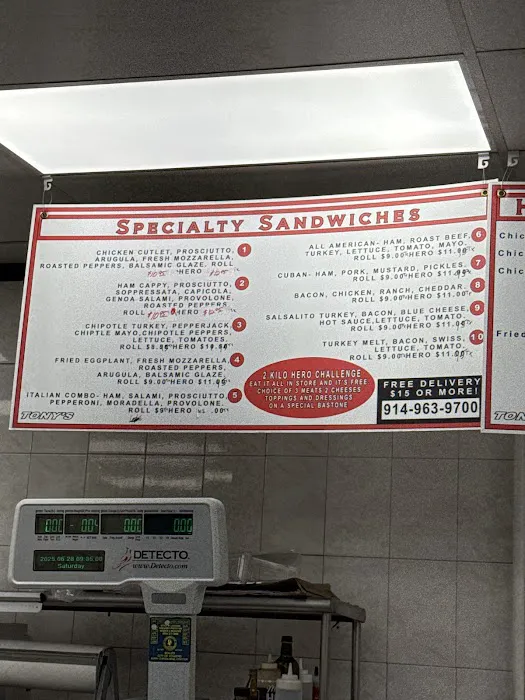 SPECIALTY SANDWICHES
CHICKEN CUTLET, PROSCIUTTO, 1
ARUGULA, FRESH MOZZARELLA,
ROASTED PEPPERS, BALSAMIC GLAZE. ROLL
HERO
HAM CAPPY, PROSCIUTTO, 2
SOPPRESSATA, CAPICOLA,
GENOA SALAMI, PROVOLONE,
ROASTED PEPPERS
ROLL HERO
CHIPOTLE TURKEY, PEPPERJACK 3
CHIPTLE MAYO, CHIPOTLE PEPPERS,
LETTUCE, TOMATOES.
ROLL HERO
FRIED EGGPLANT, FRESH MOZZARELLA, 4
ROASTED PEPPERS,
ARUGULA, BALSAMIC GLAZE.
ROLL $9.00 HERO $11.00
ITALIAN COMBO- HAM, SALAMI, PROSCIUTTO, 5
PEPPERONI, MORADELLA, PROVOLONE.
ROLL HERO
TONY'S
ALL AMERICAN- HAM, ROAST BEEF, 6
TURKEY, LETTUCE, TOMATO, MAYO.
ROLL $9.00 HERO $11.00
CUBAN- HAM, PORK, MUSTARD, PICKLES. 7
ROLL $9.00 HERO
BACON, CHICKEN, RANCH, CHEDDAR. 8
ROLL $9.00 HERO $11.00
SALSALITO TURKEY, BACON, BLUE CHEESE, 9
HOT SAUCE, LETTUCE, TOMATO.
ROLL $9.00 HERO $11.00
TURKEY MELT, BACON, SWISS, 10
LETTUCE, TOMATO.
ROLL $9.00 HERO $11.00
2 KILO HERO CHALLENGE
EAT IT ALL IN STORE AND IT'S FREE
CHOICE OF 3 MEATS 2 CHEESES
TOPPINGS AND DRESSINGS
ON A SPECIAL BASTONE
FREE DELIVERY
$15 OR MORE!
914-963-9700
H
Chic
Chic
Chic
Fried
TON
DETECTO
www.Detecto.com
Saturday